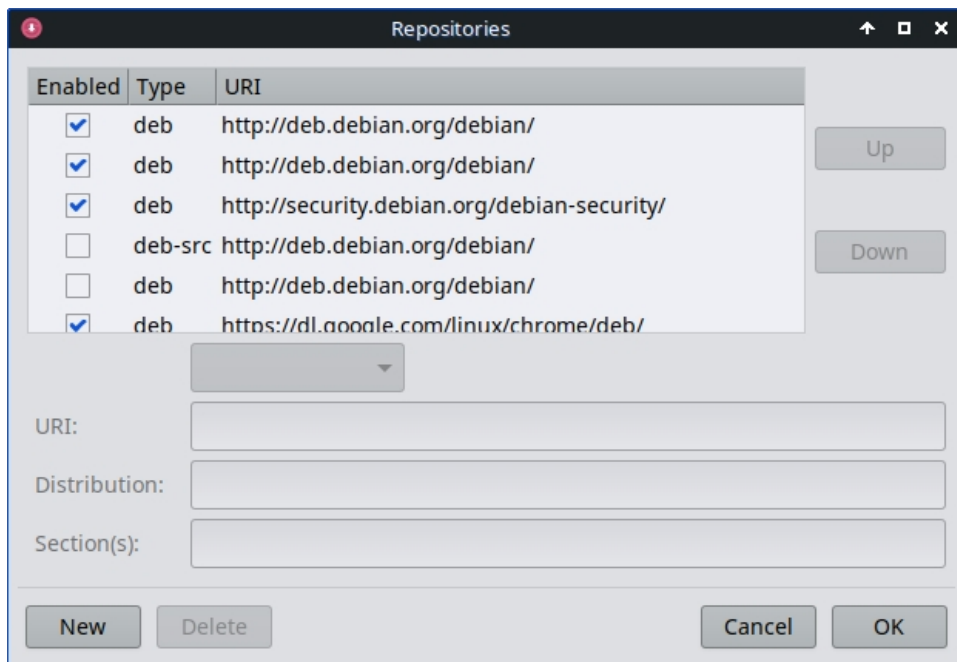 Repositories
Enabled Type URI
deb http://deb.debian.org/debian/
deb http://deb.debian.org/debian/
deb http://security.debian.org/debian-security/
deb-src http://deb.debian.org/debian/
deb http://deb.debian.org/debian/
deb https://dl.google.com/linux/chrome/deb/
Up
Down
URI:
Distribution:
Section(s):
New Delete Cancel OK